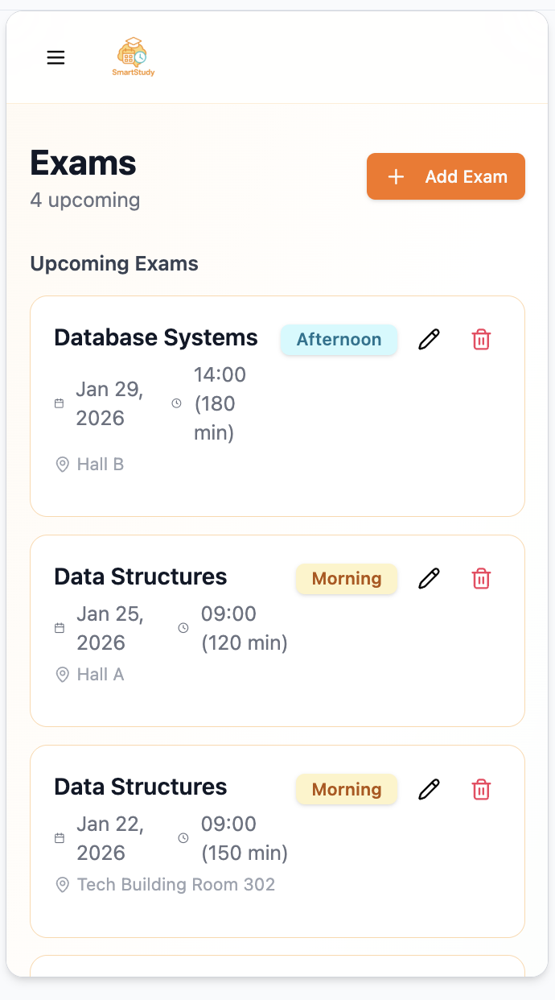 SmartStudy
Exams
4 upcoming
Add Exam
Upcoming Exams
Database Systems
Afternoon
Jan 29,
2026
14:00
(180
min)
Hall B
Data Structures
Morning
Jan 25,
2026
09:00
(120 min)
Hall A
Data Structures
Morning
Jan 22,
2026
09:00
(150 min)
Tech Building Room 302